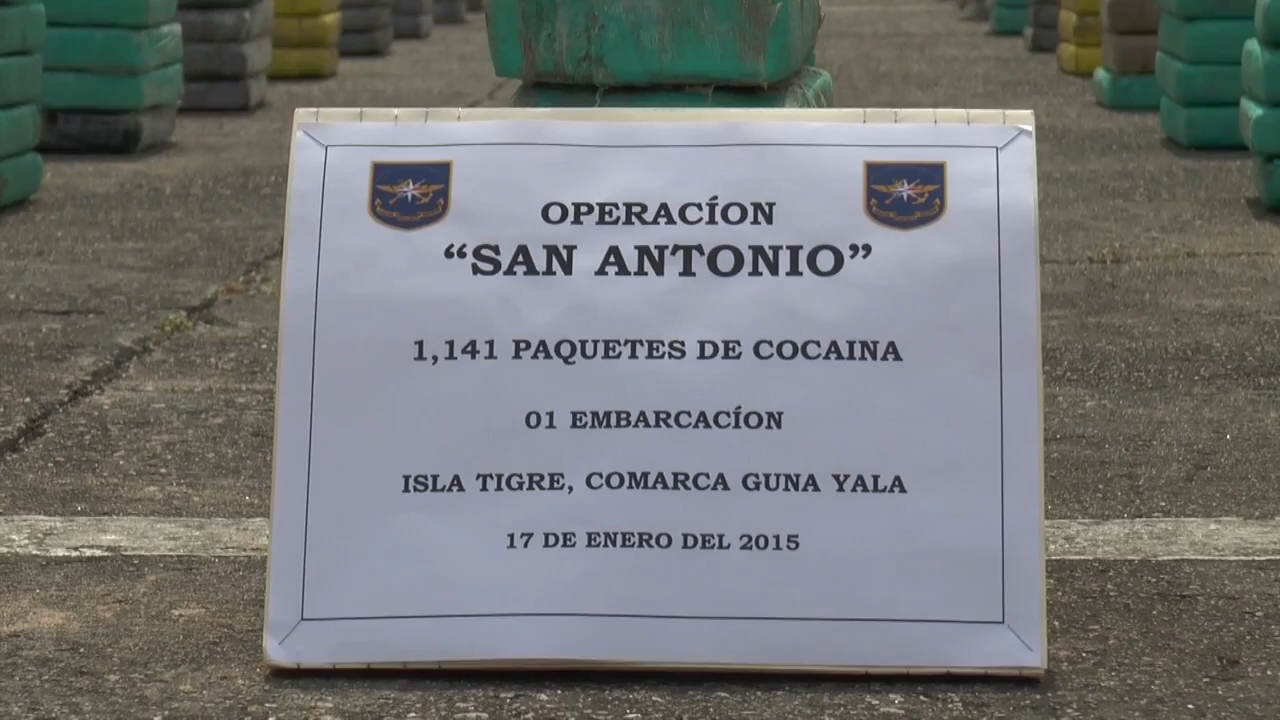 OPERACÍON
“SAN ANTONIO”
1,141 PAQUETES DE COCAINA
01 EMBARCACÍON
ISLA TIGRE, COMARCA GUNA YALA
17 DE ENERO DEL 2015